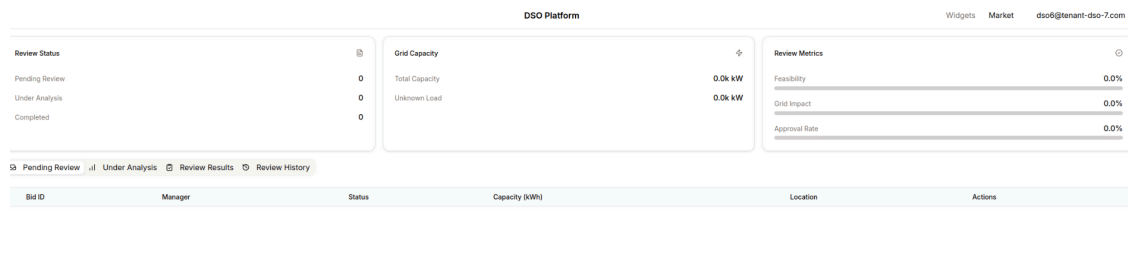 DSO Platform
Widgets Market dso6@tenant-dso-7.com
Review Status
Pending Review 0
Under Analysis 0
Completed 0
Grid Capacity
Total Capacity 0.0k kW
Unknown Load 0.0k kW
Review Metrics
Feasibility 0.0%
Grid Impact 0.0%
Approval Rate 0.0%
Pending Review Under Analysis Review Results Review History
Bid ID Manager Status Capacity (kWh) Location Actions